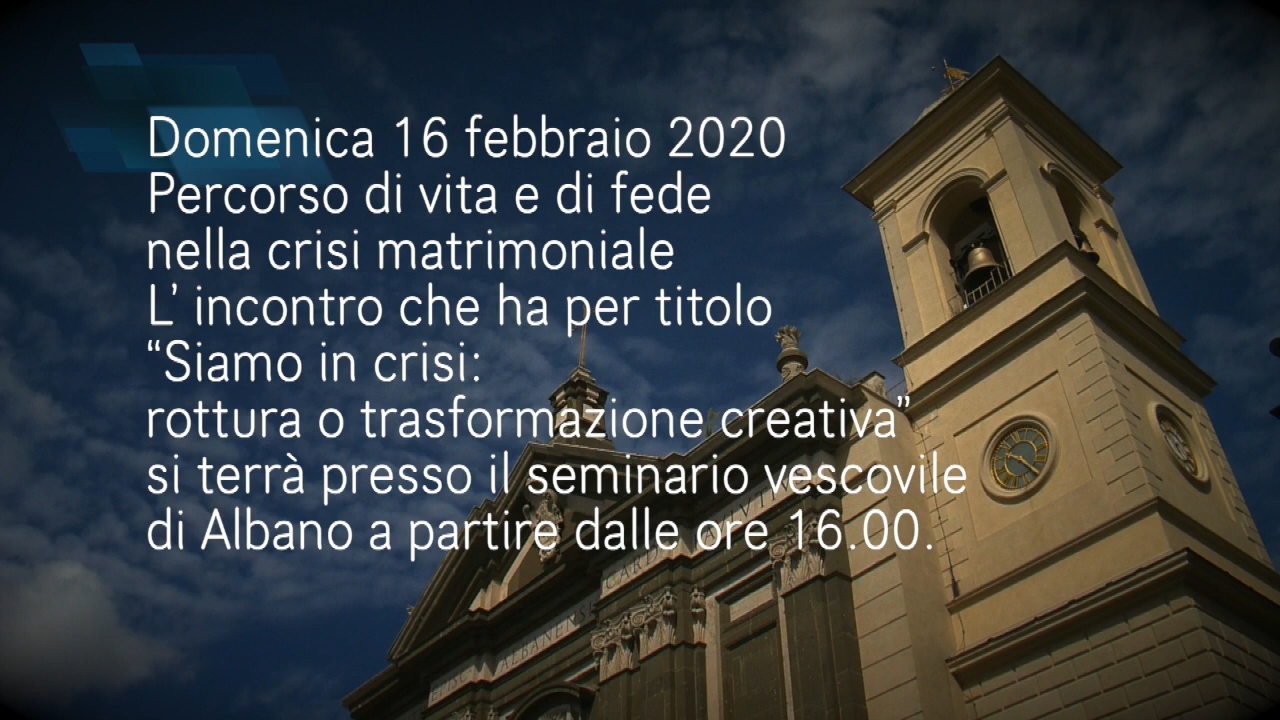 Domenica 16 febbraio 2020
Percorso di vita e di fede
nella crisi matrimoniale
L’ incontro che ha per titolo
“Siamo in crisi:
rottura o trasformazione creativa”
si terrà presso il seminario vescovile
di Albano a partire dalle ore 16.00.
ALBANENSE